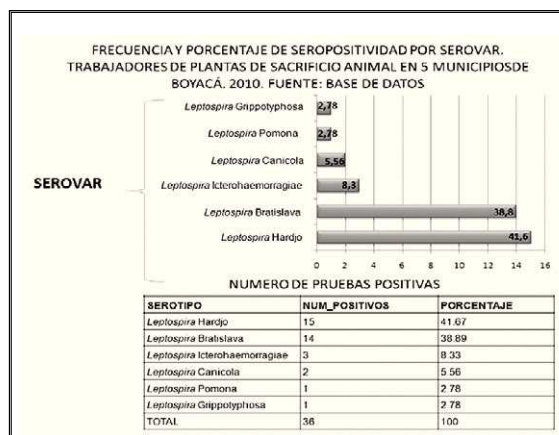 FRECUENCIA Y PORCENTAJE DE SEROPOSITIVIDAD POR SEROVAR.
TRABAJADORES DE PLANTAS DE SACRIFICIO ANIMAL EN 5 MUNICIPIOSDE
BOYACÁ. 2010. FUENTE: BASE DE DATOS
SEROVAR
Leptospira Grippotyphosa 2,78
Leptospira Pomona 2,78
Leptospira Canicola 5,56
Leptospira Icterohaemorragiae 8,3
Leptospira Bratislava 38,8
Leptospira Hardjo 41,6
0 2 4 6 8 10 12 14 16
NUMERO DE PRUEBAS POSITIVAS
SEROTIPO NUM_POSITIVOS PORCENTAJE
Leptospira Hardjo 15 41.67
Leptospira Bratislava 14 38.89
Leptospira Icterohaemorragiae 3 8.33
Leptospira Canicola 2 5.56
Leptospira Pomona 1 2.78
Leptospira Grippotyphosa 1 2.78
TOTAL 36 100